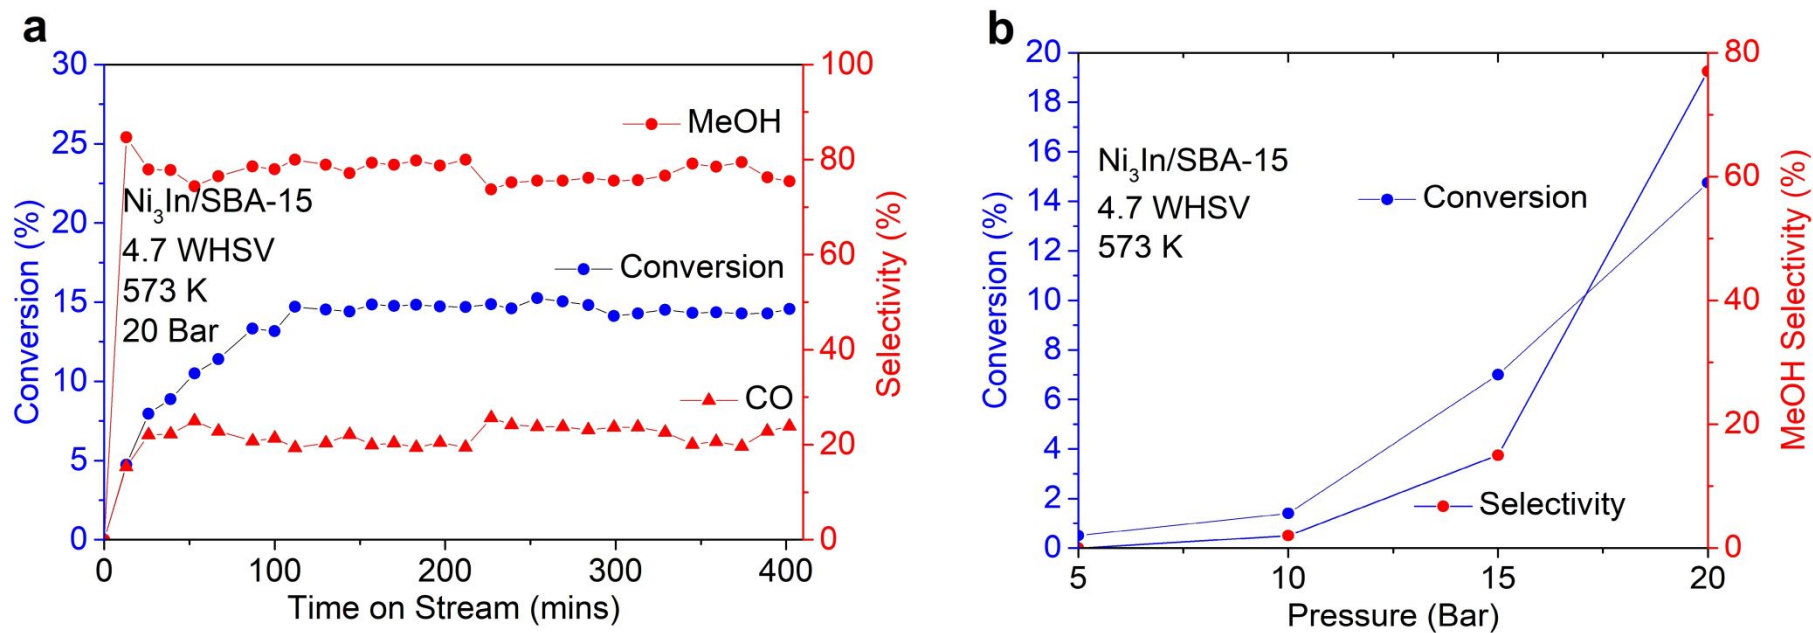 a
30
25
20
15
10
5
0
Conversion (%)
100
80
60
40
20
0
Selectivity (%)
MeOH
Ni3In/SBA-15
4.7 WHSV
573 K
20 Bar
Conversion
CO
0 100 200 300 400
Time on Stream (mins)
b
20
18
16
14
12
10
8
6
4
2
0
Conversion (%)
80
60
40
20
0
MeOH Selectivity (%)
Ni3In/SBA-15
4.7 WHSV
573 K
Conversion
Selectivity
5 10 15 20
Pressure (Bar)